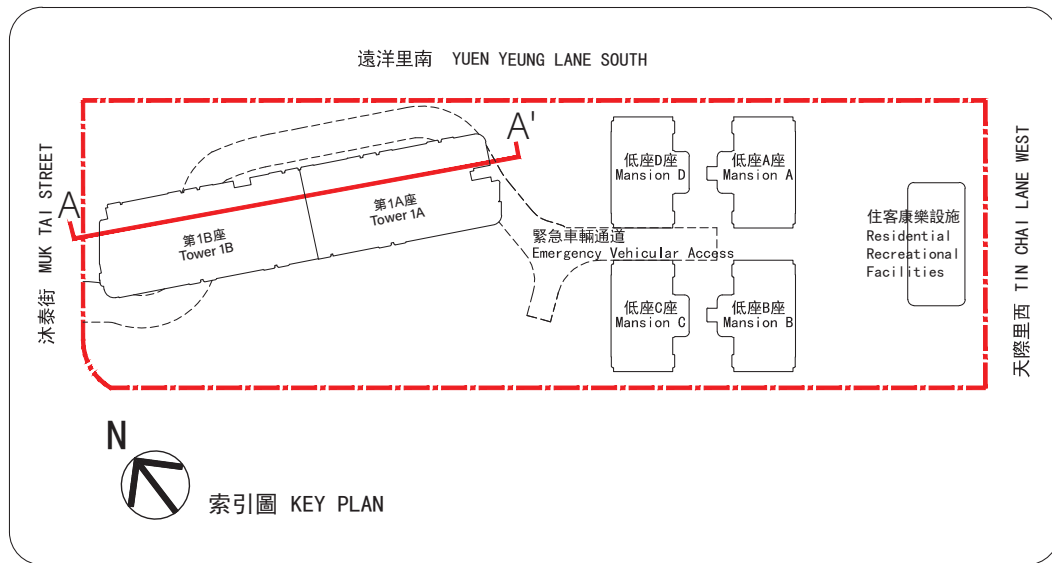 遠洋里南 YUEN YEUNG LANE SOUTH
沐泰街 MUK TAI STREET
A
A'
第1B座
Tower 1B
第1A座
Tower 1A
低座D座
Mansion D
低座A座
Mansion A
緊急車輛通道
Emergency Vehicular Access
低座C座
Mansion C
低座B座
Mansion B
住客康樂設施
Residential
Recreational
Facilities
天際里西 TIN CHAI LANE WEST
N
索引圖 KEY PLAN